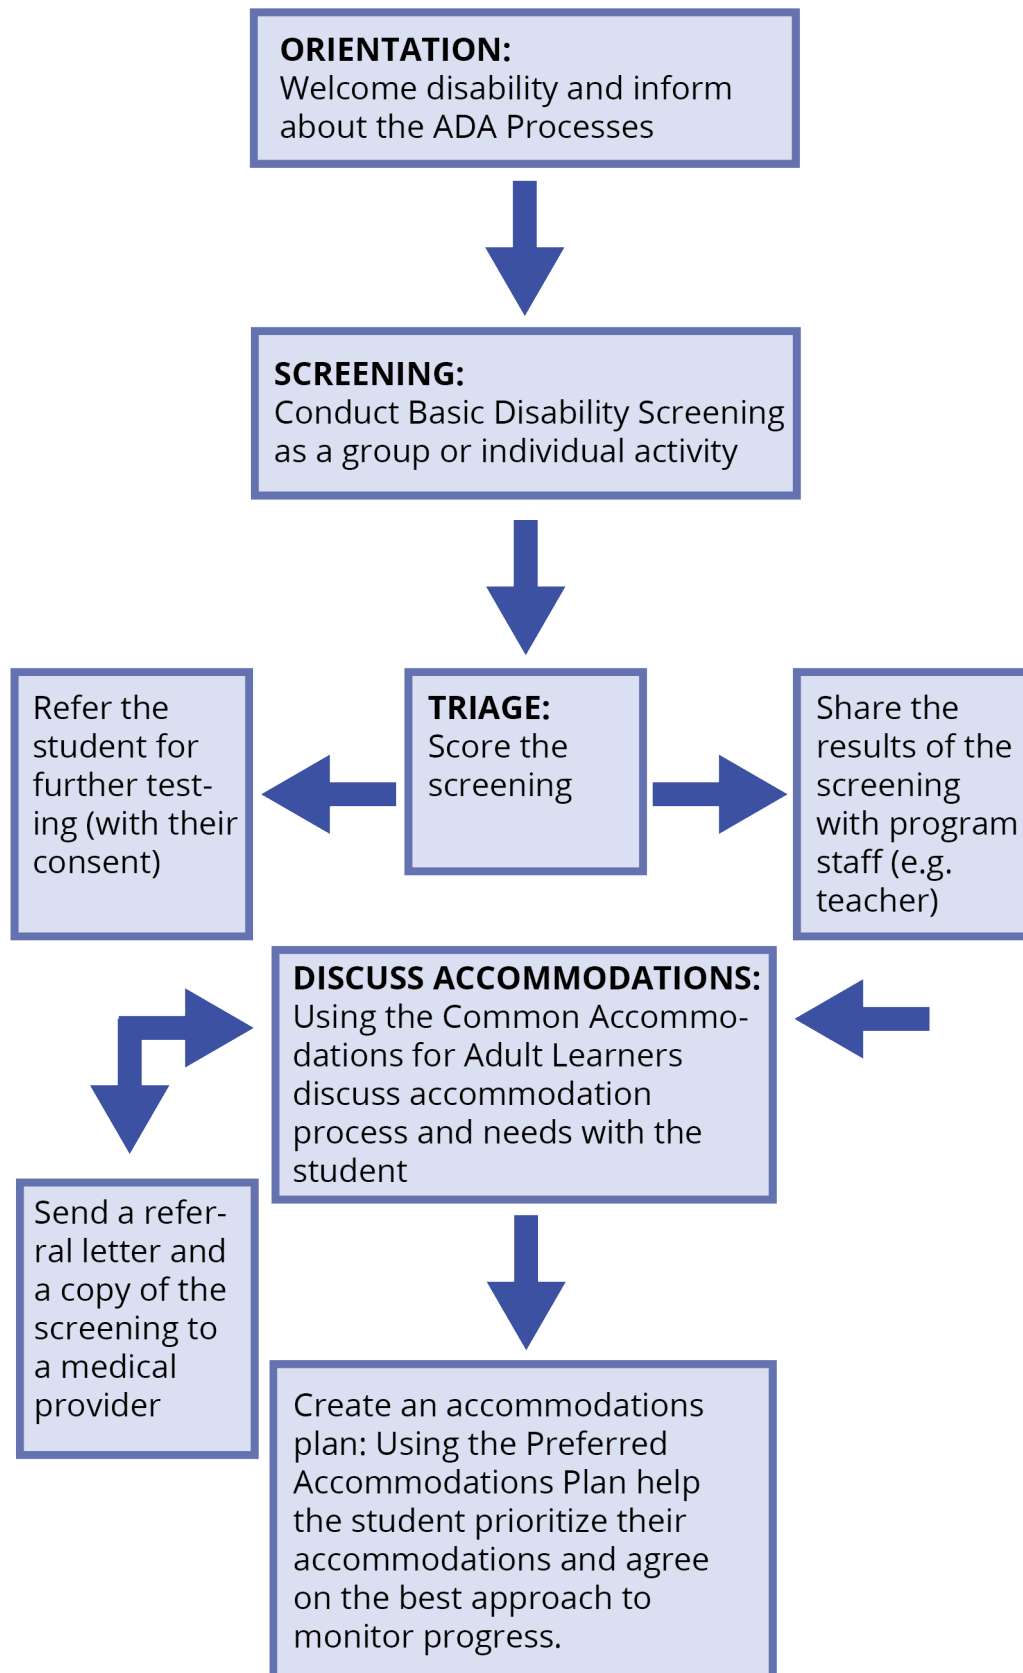 ORIENTATION:
Welcome disability and inform
about the ADA Processes
SCREENING:
Conduct Basic Disability Screening
as a group or individual activity
Refer the
student for
further test-
ing (with their
consent)
TRIAGE:
Score the
screening
Share the
results of the
screening
with program
staff (e.g.
teacher)
DISCUSS ACCOMMODATIONS:
Using the Common Accommo-
dations for Adult Learners
discuss accommodation
process and needs with the
student
Send a refer-
ral letter and
a copy of the
screening to
a medical
provider
Create an accommodations
plan: Using the Preferred
Accommodations Plan help
the student prioritize their
accommodations and agree
on the best approach to
monitor progress.